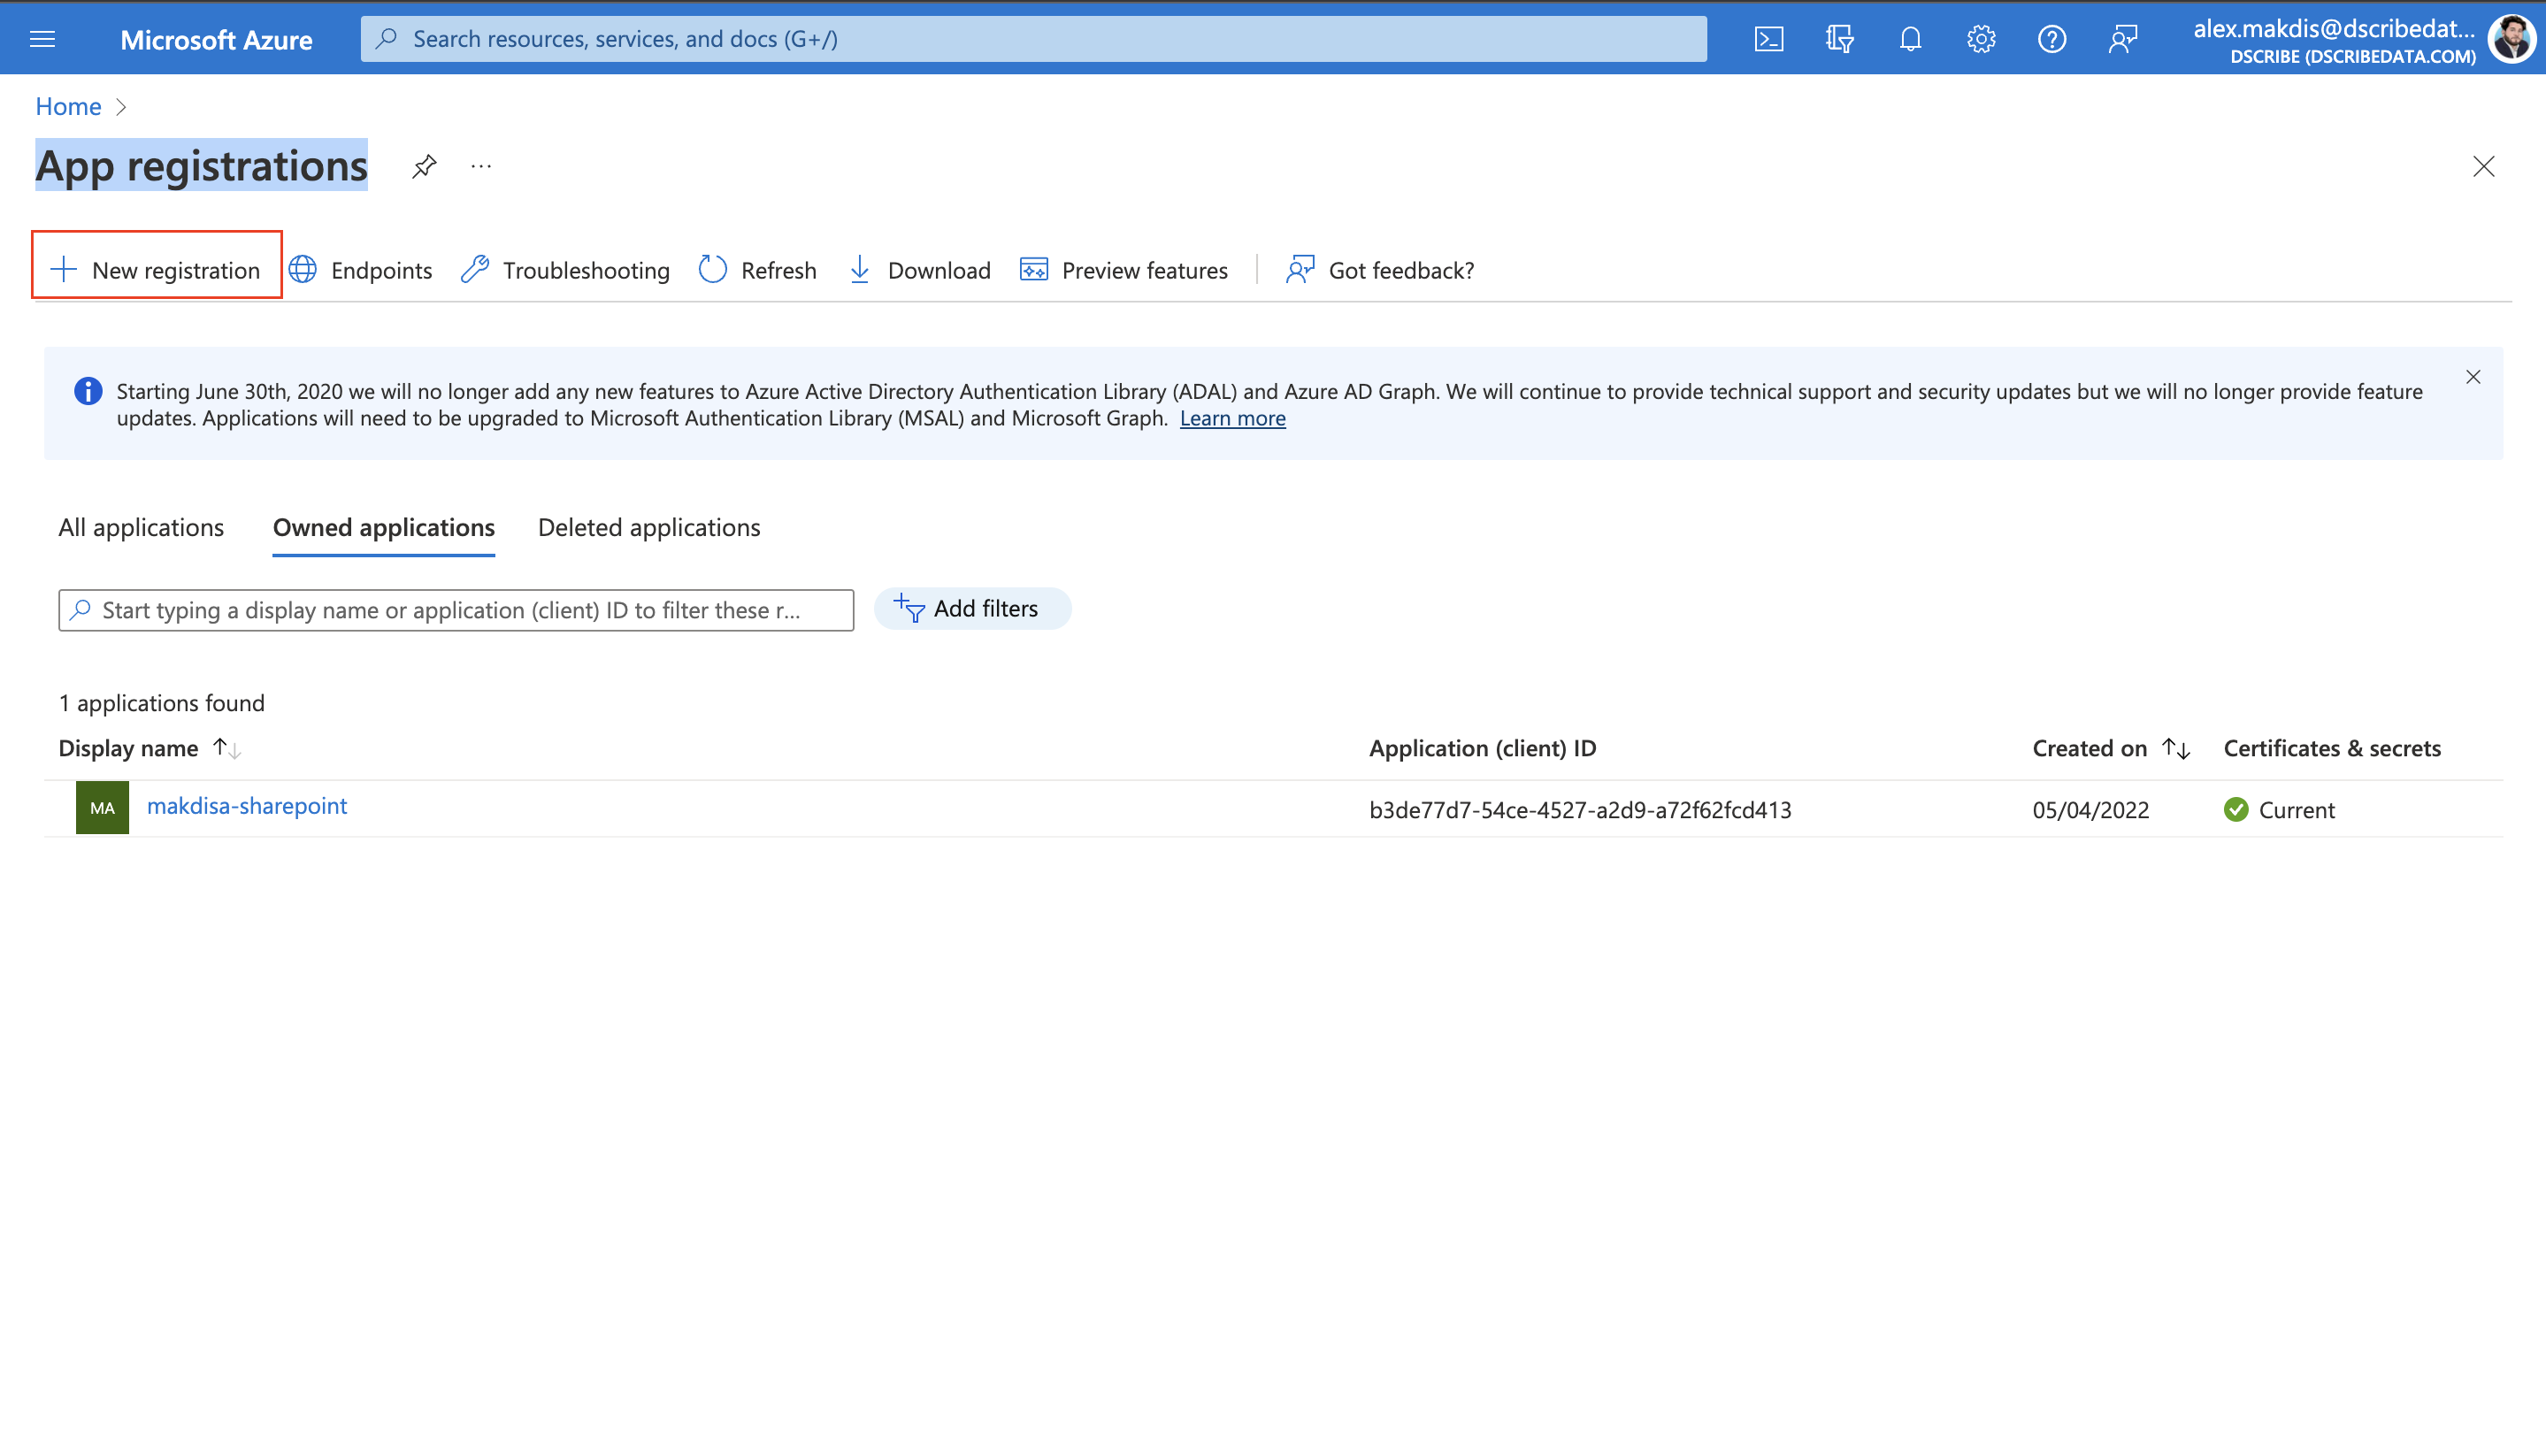 Microsoft Azure
Search resources, services, and docs (G+/)
alex.makdis@dscribedat...
DSCRIBE (DSCRIBEDATA.COM)
Home
App registrations
New registration
Endpoints
Troubleshooting
Refresh
Download
Preview features
Got feedback?
Starting June 30th, 2020 we will no longer add any new features to Azure Active Directory Authentication Library (ADAL) and Azure AD Graph. We will continue to provide technical support and security updates but we will no longer provide feature
updates. Applications will need to be upgraded to Microsoft Authentication Library (MSAL) and Microsoft Graph. Learn more
All applications
Owned applications
Deleted applications
Start typing a display name or application (client) ID to filter these r...
Add filters
1 applications found
Display name
Application (client) ID
Created on
Certificates & secrets
MA
makdisa-sharepoint
b3de77d7-54ce-4527-a2d9-a72f62fcd413
05/04/2022
Current